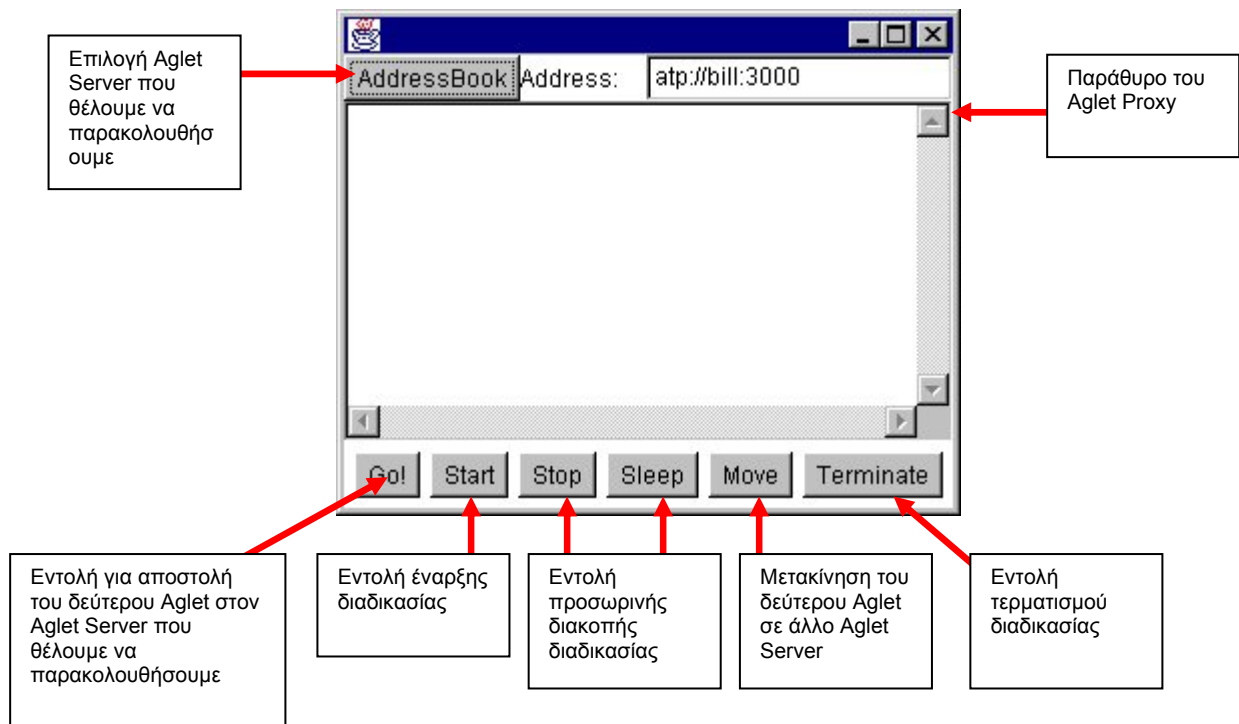 Επιλογή Aglet
Server που
θέλουμε να
παρακολουθήσ
ουμε
AddressBook Address: atp://bill:3000
Παράθυρο του
Aglet Proxy
Go! Start Stop Sleep Move Terminate
Εντολή για αποστολή
του δεύτερου Aglet στον
Aglet Server που
θέλουμε να
παρακολουθήσουμε
Εντολή έναρξης
διαδικασίας
Εντολή
προσωρινής
διακοπής
διαδικασίας
Μετακίνηση του
δεύτερου Aglet
σε άλλο Aglet
Server
Εντολή
τερματισμού
διαδικασίας